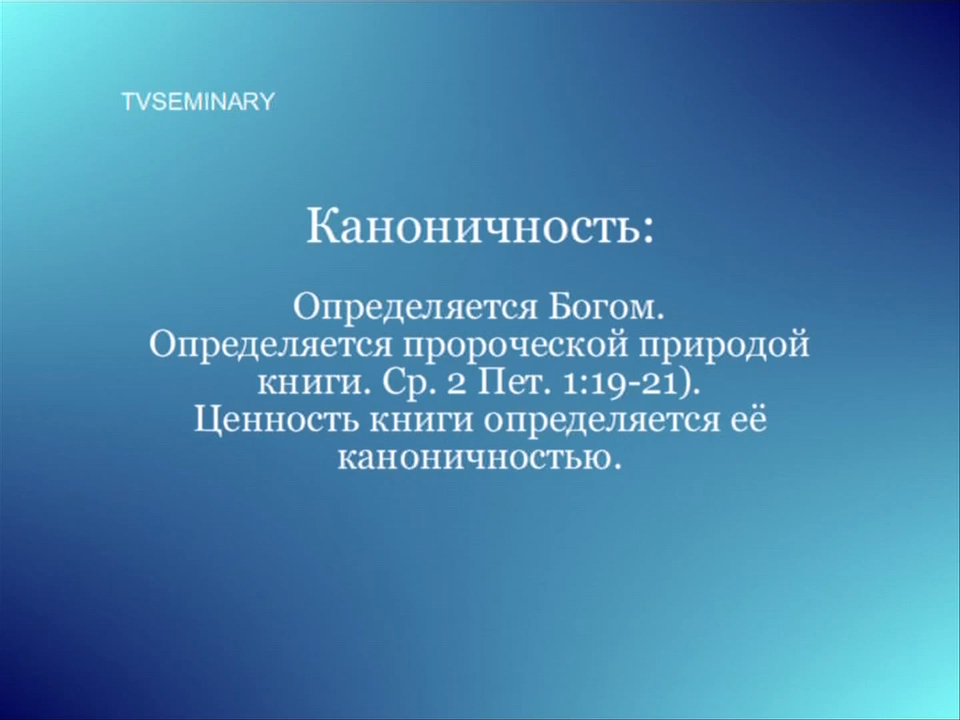 TVSEMINARY
Каноничность:
Определяется Богом.
Определяется пророческой природой
книги. Ср. 2 Пет. 1:19-21).
Ценность книги определяется её
каноничностью.